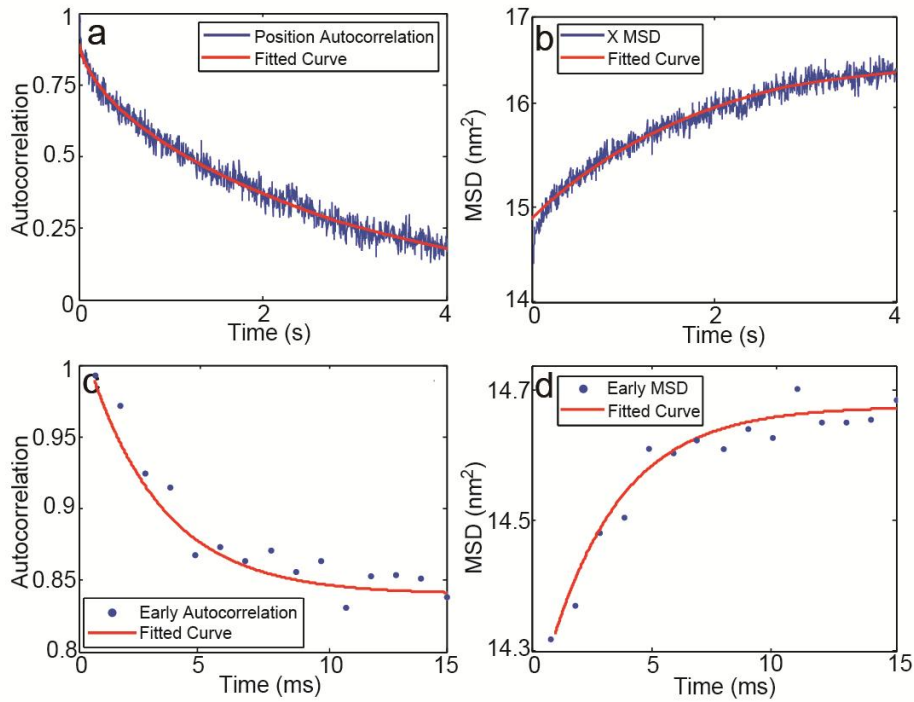 a
Position Autocorrelation
Fitted Curve
Autocorrelation
1
0.75
0.5
0.25
0
0
2
4
Time (s)
b
X MSD
Fitted Curve
MSD (nm²)
17
16
15
14
0
2
4
Time (s)
c
Early Autocorrelation
Fitted Curve
Autocorrelation
1
0.95
0.9
0.85
0.8
0
5
10
15
Time (ms)
d
Early MSD
Fitted Curve
MSD (nm²)
14.7
14.5
14.3
0
5
10
15
Time (ms)